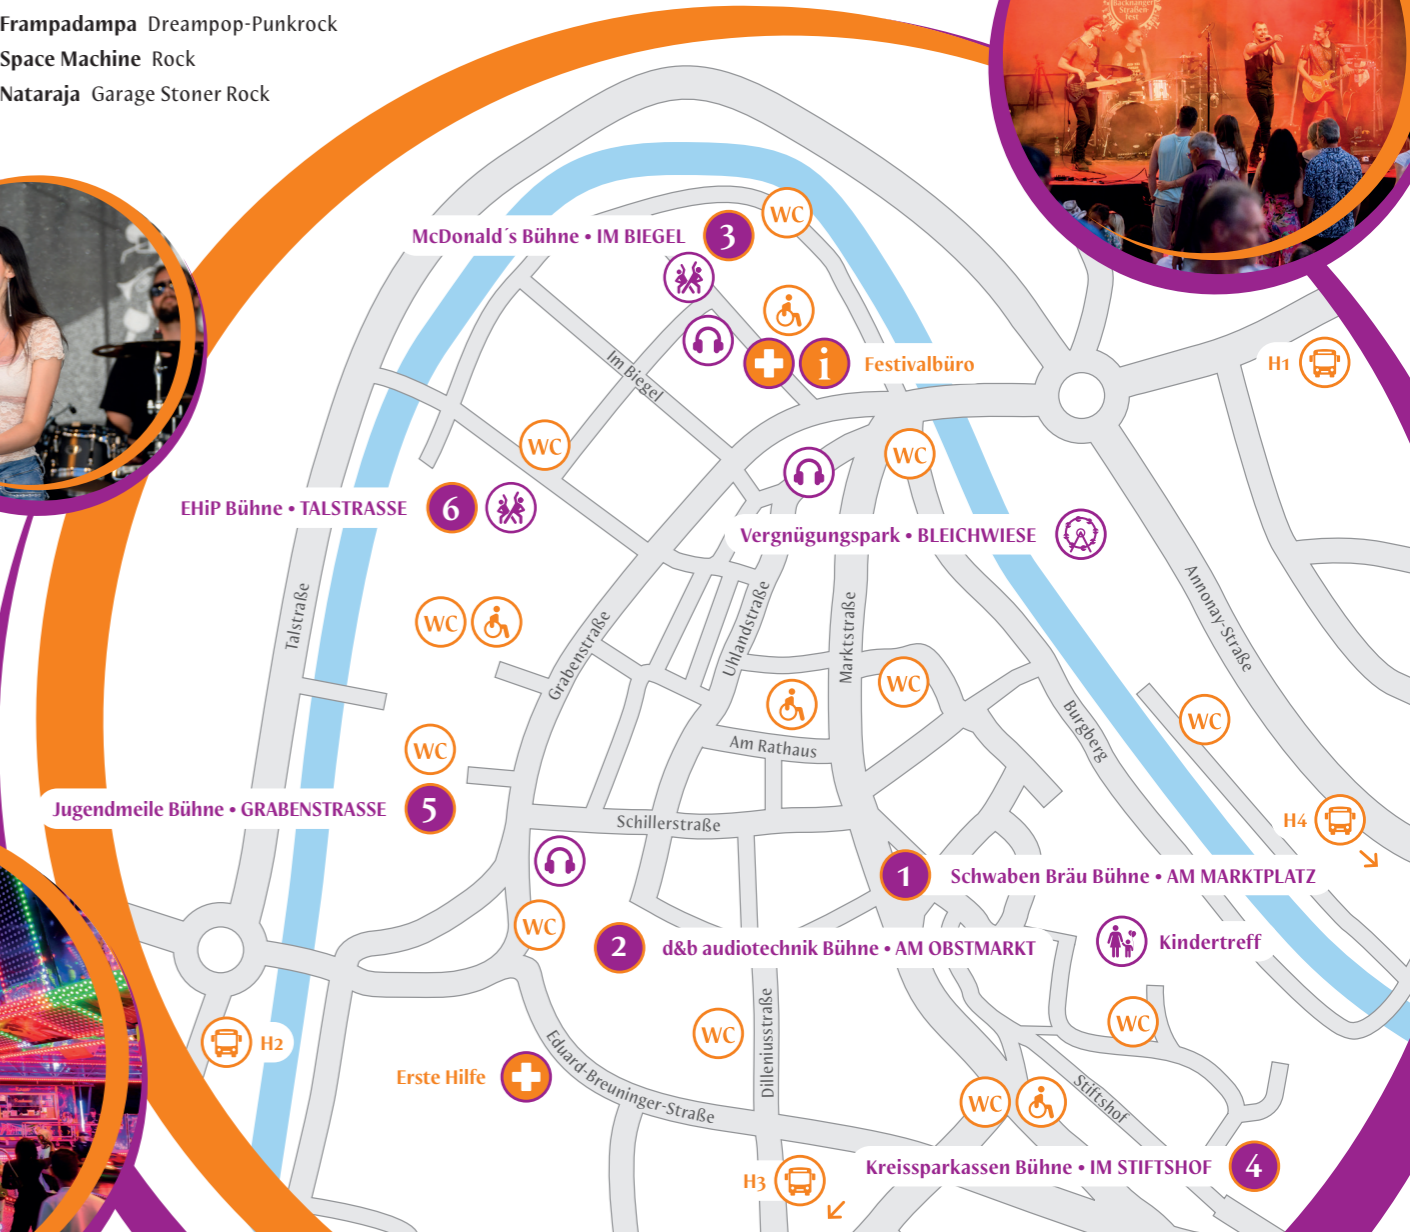 Frampadampa Dreampop-Punkrock
Space Machine Rock
Nataraja Garage Stoner Rock
Backnanger
Straßen
fest
WC
McDonald´s Bühne • IM BIEGEL 3
i Festivalbüro
H1
Im Biegel
WC
WC
EHiP Bühne • TALSTRASSE 6
Vergnügungspark • BLEICHWIESE
Talstraße
Grabenstraße
Uhlandstraße
Marktstraße
Annonay-Straße
WC
WC
Burgberg
WC
Am Rathaus
WC
Jugendmeile Bühne • GRABENSTRASSE 5
Schillerstraße
H4
1 Schwaben Bräu Bühne • AM MARKTPLATZ
WC
2 d&b audiotechnik Bühne • AM OBSTMARKT
Kindertreff
WC
WC
H2
Erste Hilfe
Eduard-Breuninger-Straße
Dilleniusstraße
WC
Stiftshof
H3
Kreissparkassen Bühne • IM STIFTSHOF 4